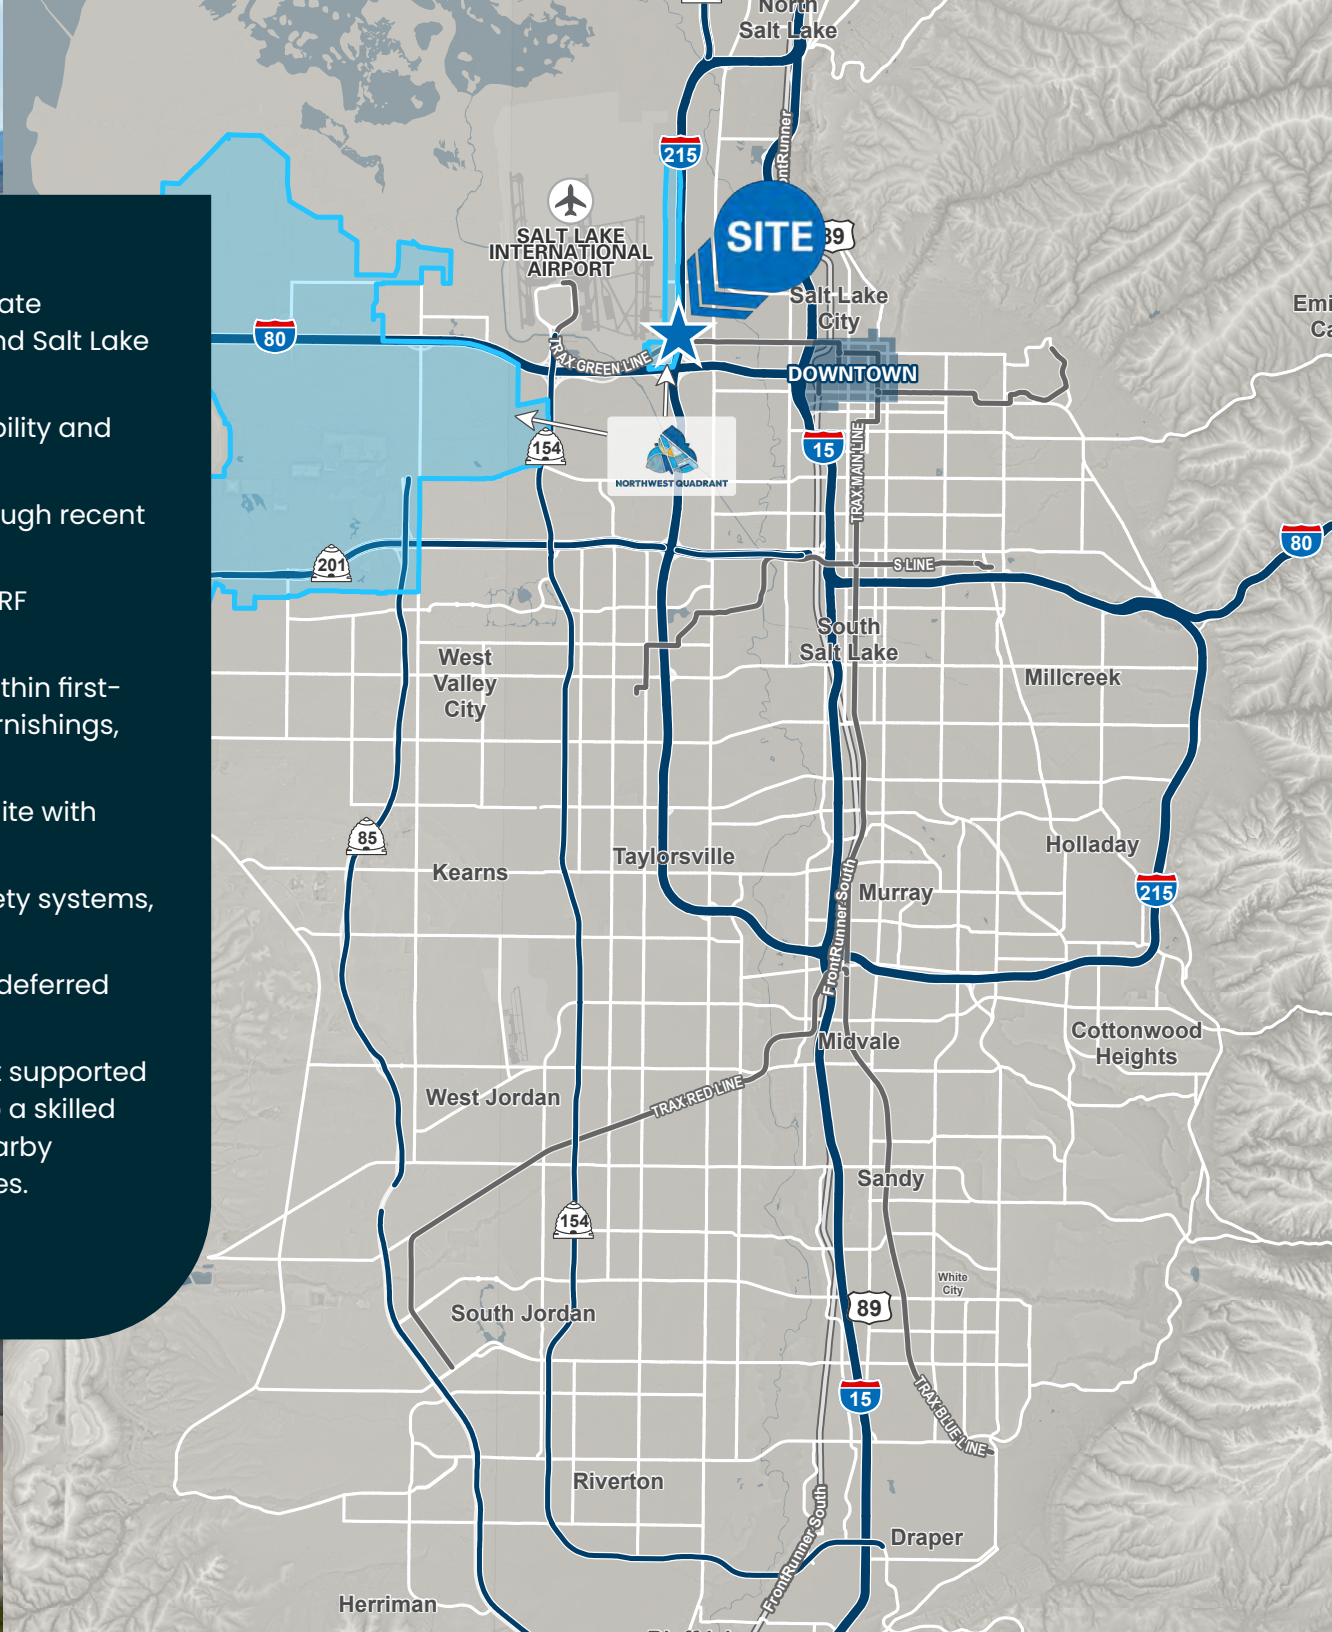 North
Salt Lake
215
SITE
SALT LAKE
INTERNATIONAL
AIRPORT
Salt Lake
City
80
TRAX GREEN LINE
DOWNTOWN
154
15
NORTHWEST QUADRANT
TRAX MAIN LINE
201
S LINE
80
South
Salt Lake
West
Valley
City
Millcreek
85
Kearns
Taylorsville
Holladay
Murray
215
FrontRunner South
Midvale
Cottonwood
Heights
West Jordan
TRAX RED LINE
Sandy
154
White
City
89
South Jordan
15
TRAX BLUE LINE
Riverton
FrontRunner South
Draper
Herriman
ate
nd Salt Lake
bility and
ugh recent
RF
thin first-
rnishings,
ite with
ety systems,
deferred
t supported
a skilled
arby
es.